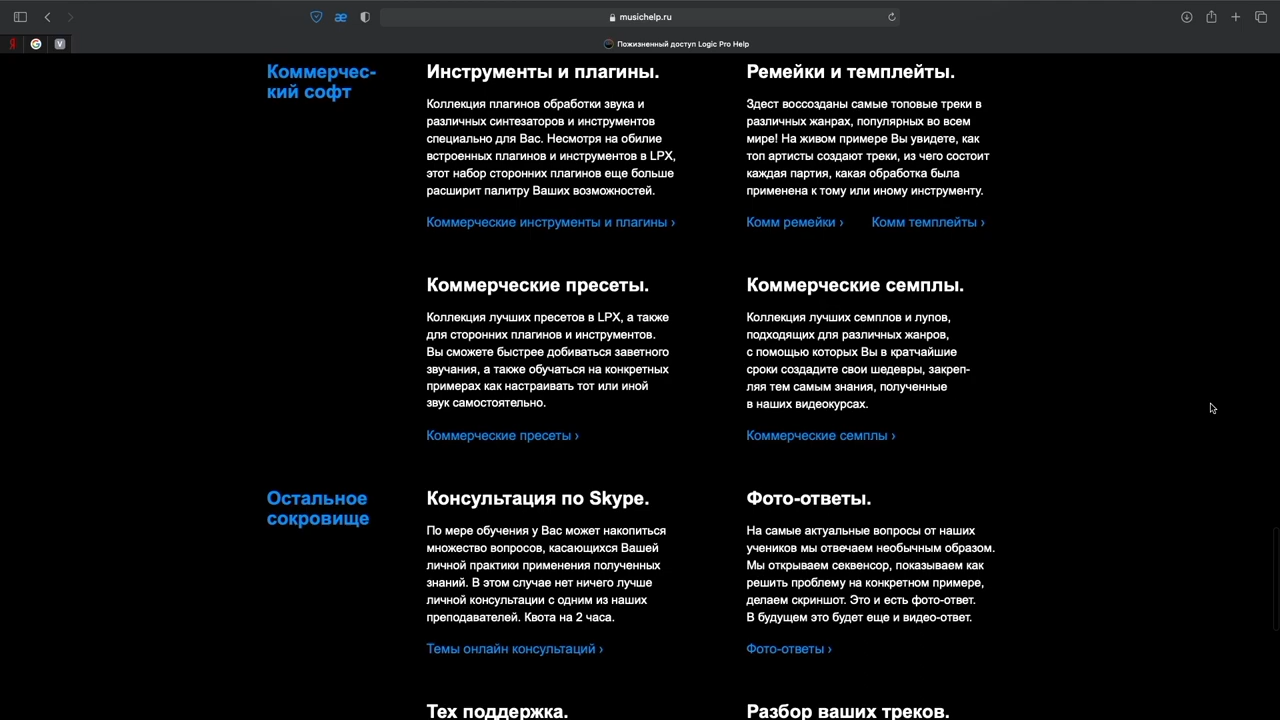 musichelp.ru
Я
G
V
æ
Пожизненный доступ Logic Pro Help
Коммерчес-
кий софт
Инструменты и плагины.
Коллекция плагинов обработки звука и
различных синтезаторов и инструментов
специально для Вас. Несмотря на обилие
встроенных плагинов и инструментов в LPX,
этот набор сторонних плагинов еще больше
расширит палитру Ваших возможностей.
Коммерческие инструменты и плагины ›
Ремейки и темплейты.
Здест воссозданы самые топовые треки в
различных жанрах, популярных во всем
мире! На живом примере Вы увидете, как
топ артисты создают треки, из чего состоит
каждая партия, какая обработка была
применена к тому или иному инструменту.
Комм ремейки › Комм темплейты ›
Коммерческие пресеты.
Коллекция лучших пресетов в LPX, а также
для сторонних плагинов и инструментов.
Вы сможете быстрее добиваться заветного
звучания, а также обучаться на конкретных
примерах как настраивать тот или иной
звук самостоятельно.
Коммерческие пресеты ›
Коммерческие семплы.
Коллекция лучших семплов и лупов,
подходящих для различных жанров,
с помощью которых Вы в кратчайшие
сроки создадите свои шедевры, закреп-
ляя тем самым знания, полученные
в наших видеокурсах.
Коммерческие семплы ›
Остальное
сокровище
Консультация по Skype.
По мере обучения у Вас может накопиться
множество вопросов, касающихся Вашей
личной практики применения полученных
знаний. В этом случае нет ничего лучше
личной консультации с одним из наших
преподавателей. Квота на 2 часа.
Темы онлайн консультаций ›
Фото-ответы.
На самые актуальные вопросы от наших
учеников мы отвечаем необычным образом.
Мы открываем секвенсор, показываем как
решить проблему на конкретном примере,
делаем скриншот. Это и есть фото-ответ.
В будущем это будет еще и видео-ответ.
Фото-ответы ›
Тех поддержка.
Разбор ваших треков.